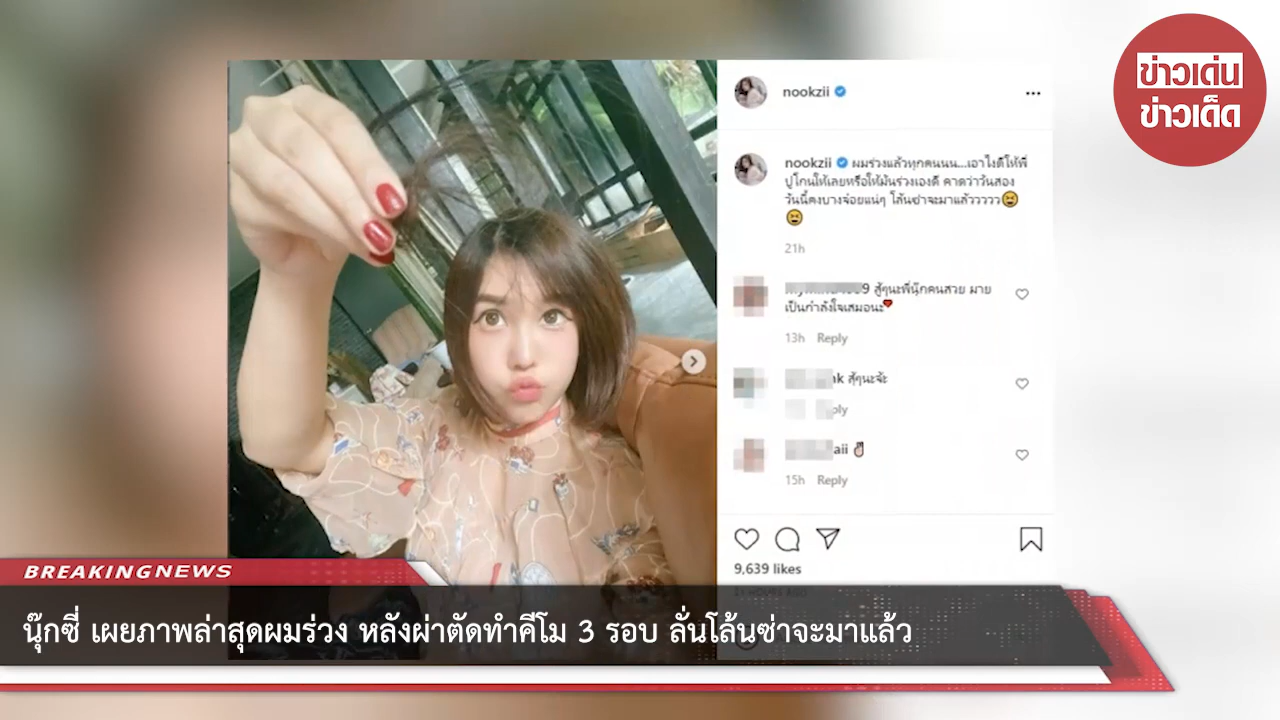 ข่าวเด่น
ข่าวเด็ด
nookzii
nookzii ผมร่วงแล้วทุกคนนน...เอาไงดีให้พี่
ปูโกนให้เลยหรือให้มันร่วงเองดี คาดว่าวันสอง
วันนี้คงบางจ่อยแน่ๆ โล้นซ่าจะมาแล้ววววว😆
😆
21h
9 สู้ๆนะพี่นุ๊กคนสวย มาย
เป็นกำลังใจเสมอนะ❣️
13h Reply
nk สู้ๆนะจ้ะ
ply
aii ✌🏻
15h Reply
9,639 likes
BREAKING NEWS
นุ๊กซี่ เผยภาพล่าสุดผมร่วง หลังผ่าตัดทำคีโม 3 รอบ ลั่นโล้นซ่าจะมาแล้ว